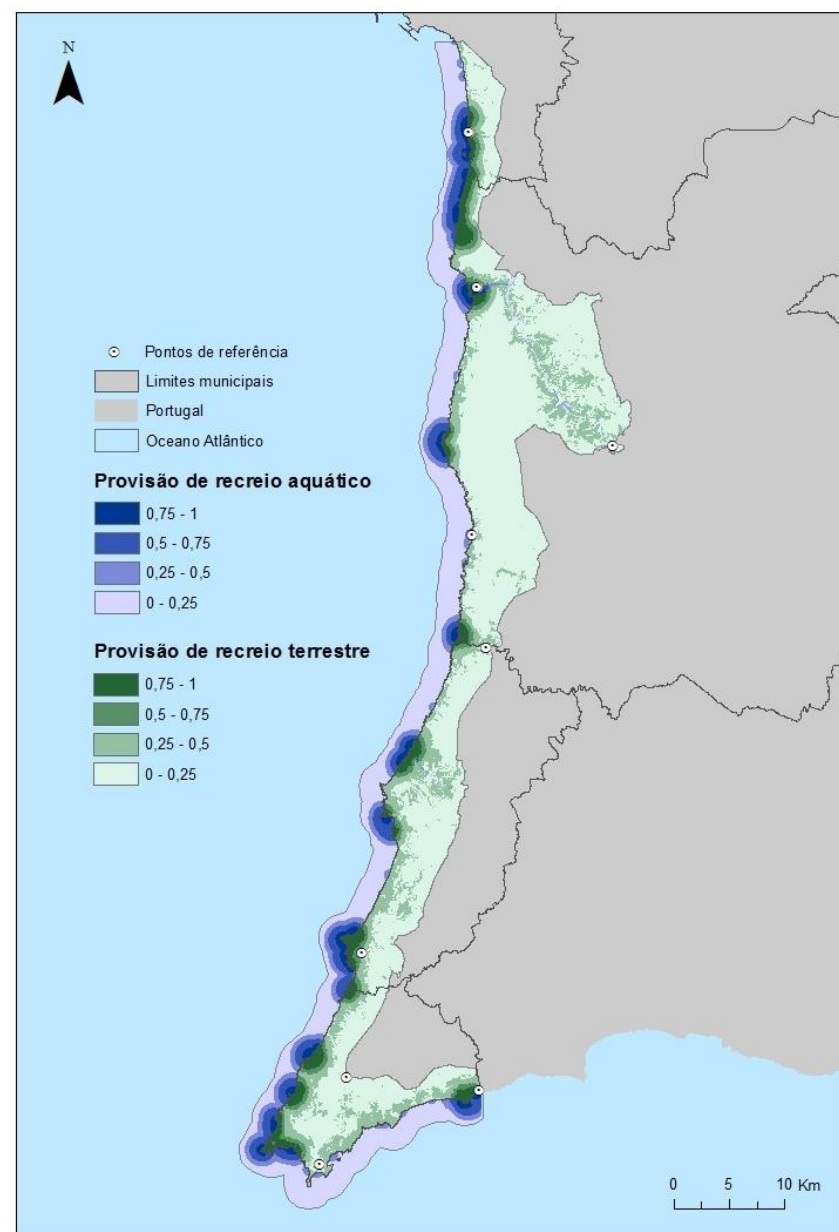 N
Pontos de referência
Limites municipais
Portugal
Oceano Atlântico
Provisão de recreio aquático
0,75 - 1
0,5 - 0,75
0,25 - 0,5
0 - 0,25
Provisão de recreio terrestre
0,75 - 1
0,5 - 0,75
0,25 - 0,5
0 - 0,25
0 5 10 Km